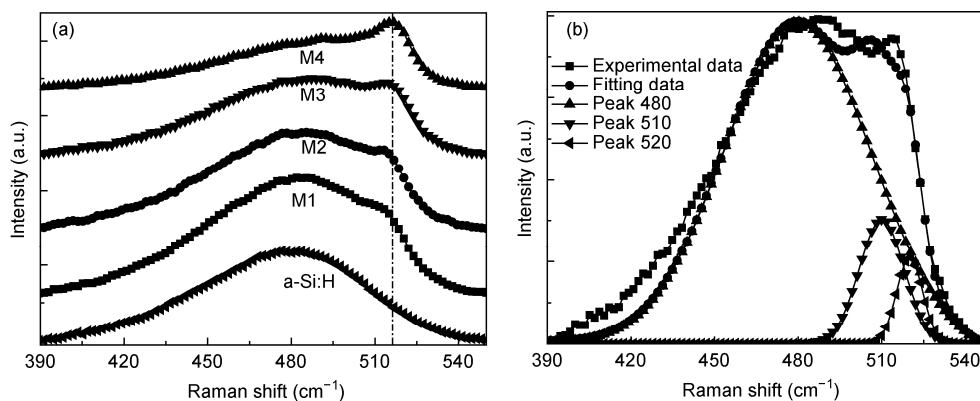 (a)
M4
M3
M2
M1
a-Si:H
Intensity (a.u.)
390 420 450 480 510 540
Raman shift (cm⁻¹)
(b)
Experimental data
Fitting data
Peak 480
Peak 510
Peak 520
Intensity (a.u.)
390 420 450 480 510 540
Raman shift (cm⁻¹)